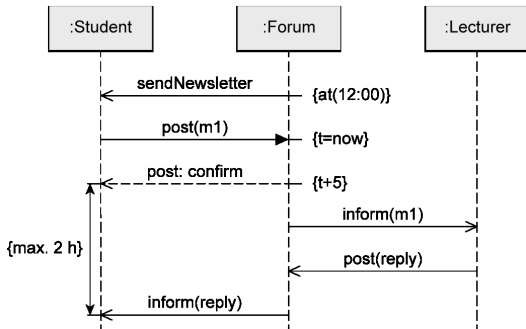 :Student :Forum :Lecturer
sendNewsletter {at(12:00)}
post(m1) {t=now}
post: confirm {t+5}
inform(m1)
{max. 2 h} post(reply)
inform(reply)